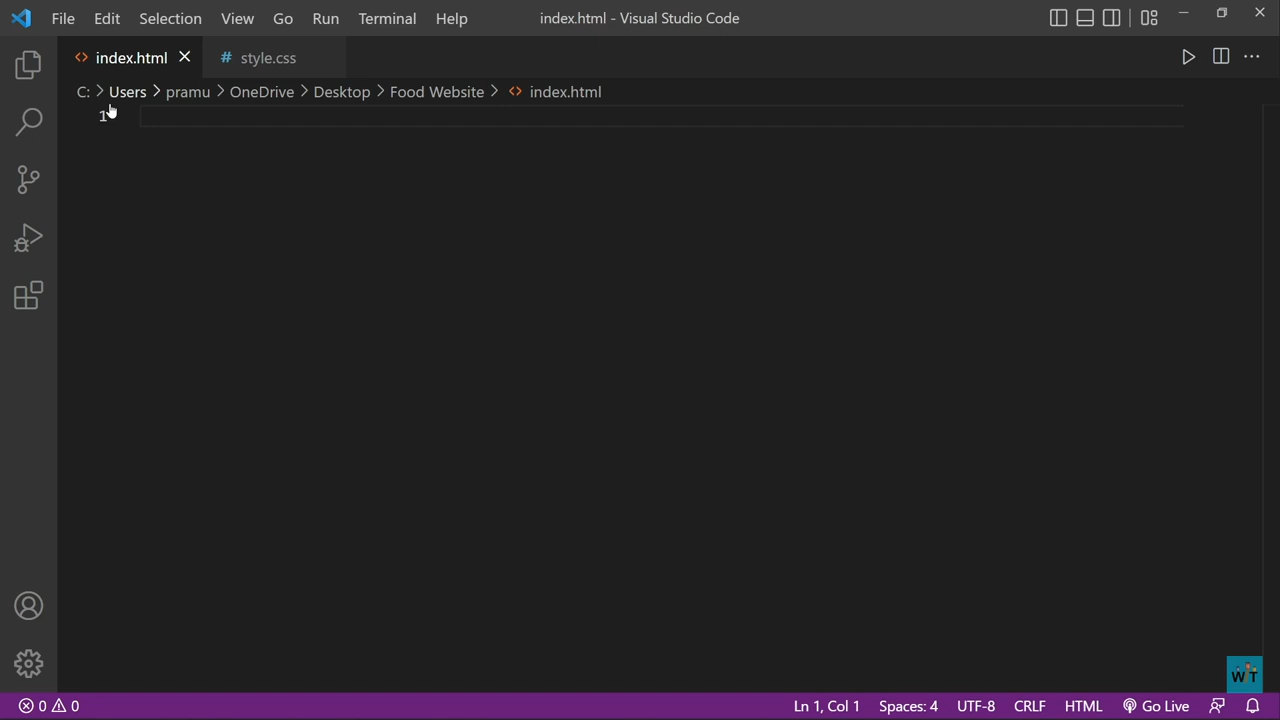 File Edit Selection View Go Run Terminal Help index.html - Visual Studio Code
index.html style.css
C: > Users > pramu > OneDrive > Desktop > Food Website > index.html
1
WT
0 0 Ln 1, Col 1 Spaces: 4 UTF-8 CRLF HTML Go Live